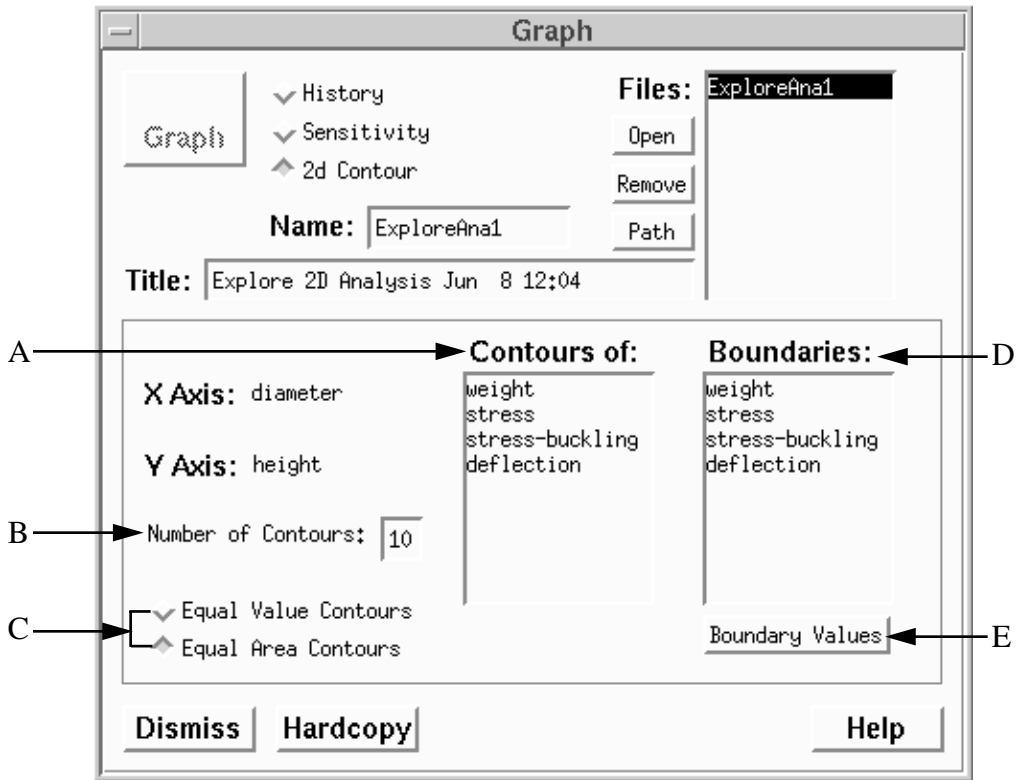 Graph
Graph
History
Sensitivity
2d Contour
Files:
ExploreAna1
Open
Remove
Path
Name: ExploreAna1
Title: Explore 2D Analysis Jun  8 12:04
A
Contours of:
weight
stress
stress-buckling
deflection
Boundaries:
D
weight
stress
stress-buckling
deflection
X Axis: diameter
Y Axis: height
B
Number of Contours: 10
C
Equal Value Contours
Equal Area Contours
Boundary Values
E
Dismiss
Hardcopy
Help